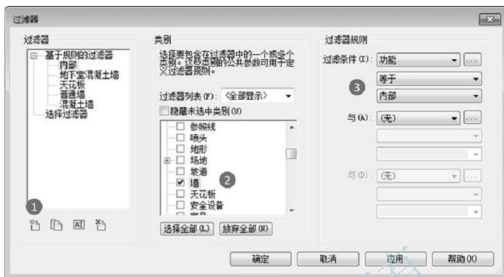 过滤器
过滤器
基于规则的过滤器
内部
地下室混凝土墙
天花板
普通墙
混凝土墙
选择过滤器
1
类别
选择要包含在过滤器中的一个或多个
类别。这些类别的公共参数可用于定
义过滤器规则。
过滤器列表(F): <全部显示>
隐藏未选中类别(U)
参照线
喷头
地形
场地
坡道
墙
天花板
安全设备
2
选择全部(L) 放弃全部(N)
过滤器规则
过滤条件(I): 功能 ...
等于
内部
3
与(A): (无) ...
与(D): (无) ...
确定 取消 应用 帮助(X)